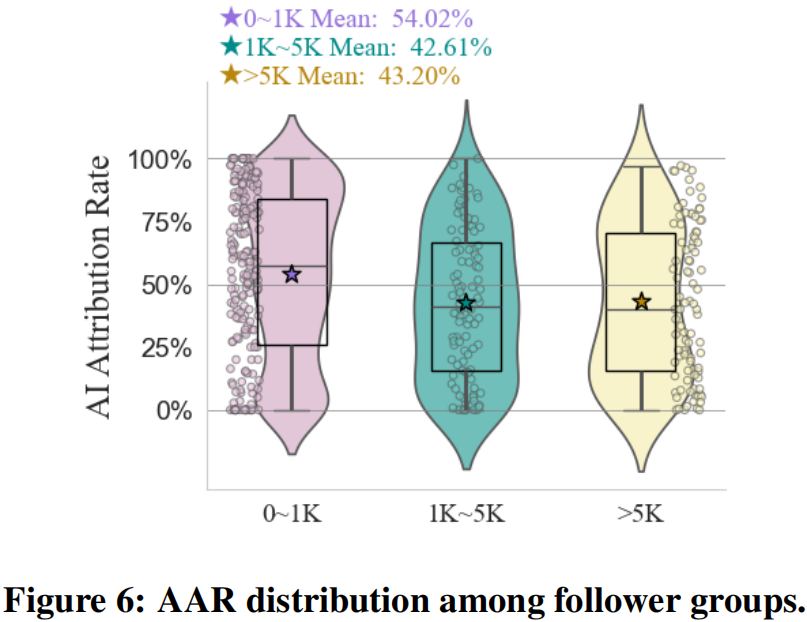 ★0~1K Mean: 54.02%
★1K~5K Mean: 42.61%
★>5K Mean: 43.20%
AI Attribution Rate
100%
75%
50%
25%
0%
0~1K 1K~5K >5K
Figure 6: AAR distribution among follower groups.